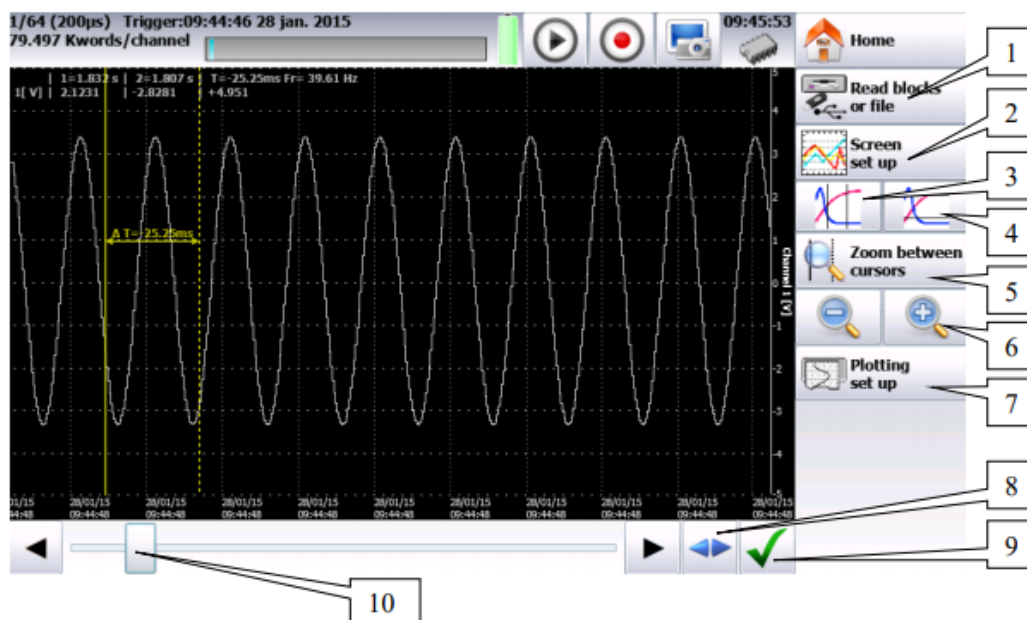 1/64 (200µs) Trigger:09:44:46 28 jan. 2015
79.497 Kwords/channel
09:45:53
Home
Read blocks
or file
Screen
set up
Zoom between
cursors
Plotting
set up
| 1=1.832 s | 2=1.807 s | T=-25.25ms Fr= 39.61 Hz
1[ V] | 2.1231 | -2.8281 | +4.951
Δ T=-25.25ms
5
4
3
2
1
0
-1
-2
-3
-4
-5
Channel 1 [V]
01/15 28/01/15 28/01/15 28/01/15 28/01/15 28/01/15 28/01/15 28/01/15 28/01/15 28/01/15 28/01/15
44:48 09:44:48 09:44:48 09:44:48 09:44:48 09:44:48 09:44:48 09:44:48 09:44:48 09:44:48 09:44:48
1
2
3
4
5
6
7
8
9
10